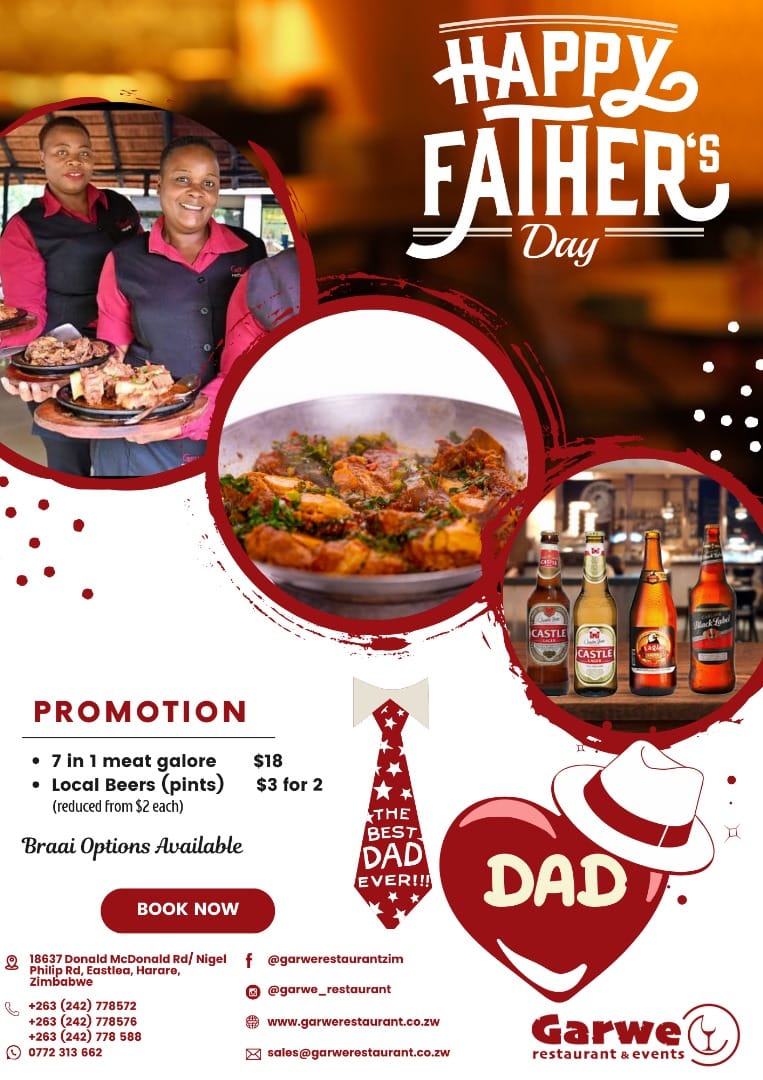 HAPPY
FATHER'S
Day
CASTLE
LAGER
CASTLE
LAGER
Black Label
PROMOTION
• 7 in 1 meat galore $18
• Local Beers (pints) $3 for 2
(reduced from $2 each)
Braai Options Available
THE
BEST
DAD
EVER!!!
DAD
BOOK NOW
18637 Donald McDonald Rd/ Nigel
Philip Rd, Eastlea, Harare,
Zimbabwe
+263 (242) 778572
+263 (242) 778576
+263 (242) 778 588
0772 313 662
@garwerestaurantzim
@garwe_restaurant
www.garwerestaurant.co.zw
sales@garwerestaurant.co.zw
Garwe
restaurant & events